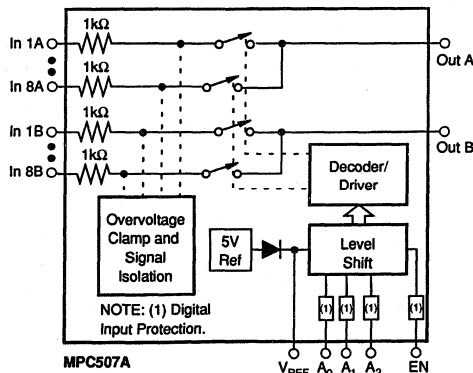 1kΩ
In 1A
Out A
1kΩ
In 8A
1kΩ
In 1B
Out B
1kΩ
In 8B
Decoder/
Driver
Overvoltage
Clamp and
Signal
Isolation
5V
Ref
Level
Shift
(1) (1) (1) (1)
NOTE: (1) Digital
Input Protection.
MPC507A
VREF A0 A1 A2 EN